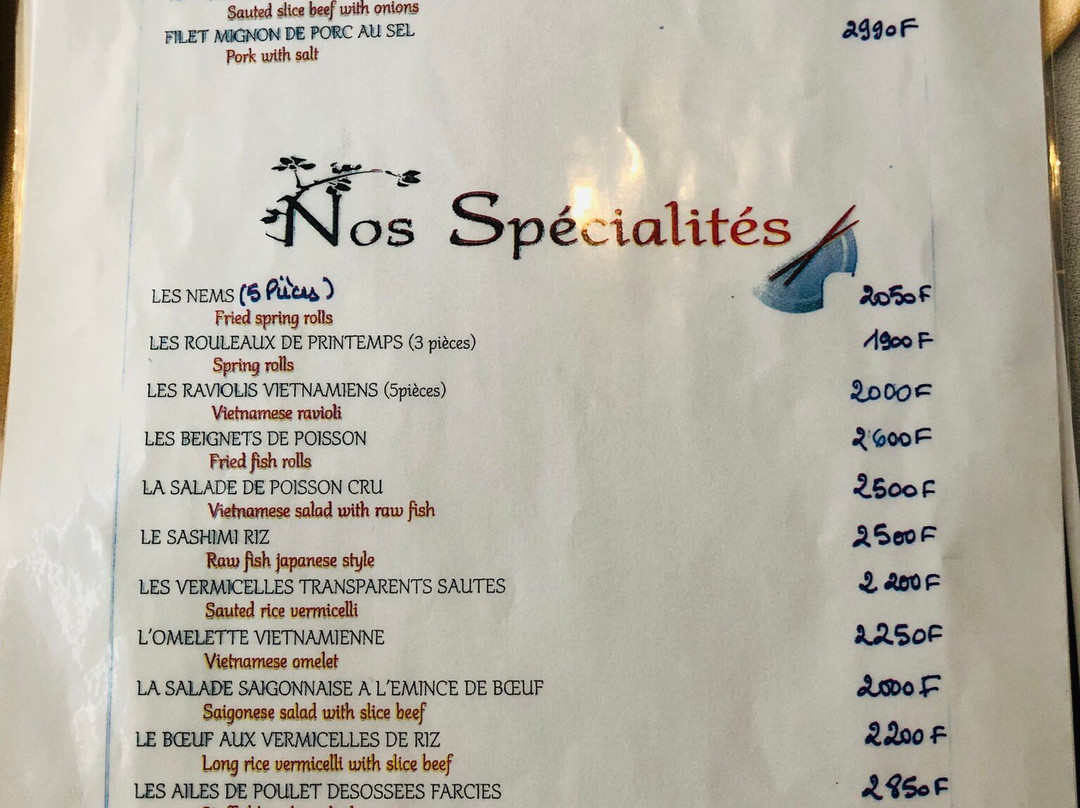 Sauted slice beef with onions
FILET MIGNON DE PORC AU SEL 2990F
Pork with salt
Nos Spécialités
LES NEMS (5 Pièces) 2050F
Fried spring rolls
LES ROULEAUX DE PRINTEMPS (3 pièces) 1900F
Spring rolls
LES RAVIOLIS VIETNAMIENS (5pièces) 2000F
Vietnamese ravioli
LES BEIGNETS DE POISSON 2600F
Fried fish rolls
LA SALADE DE POISSON CRU 2500F
Vietnamese salad with raw fish
LE SASHIMI RIZ 2500F
Raw fish japanese style
LES VERMICELLES TRANSPARENTS SAUTES 2200F
Sauted rice vermicelli
L'OMELETTE VIETNAMIENNE 2250F
Vietnamese omelet
LA SALADE SAIGONNAISE A L'EMINCE DE BŒUF 2000F
Saigonese salad with slice beef
LE BŒUF AUX VERMICELLES DE RIZ 2200F
Long rice vermicelli with slice beef
LES AILES DE POULET DESOSSEES FARCIES 2850F